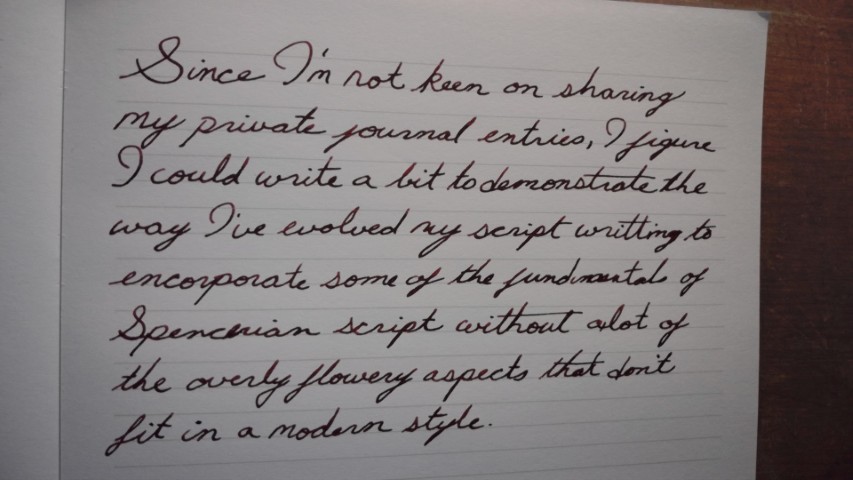 Since I'm not keen on sharing
my private journal entries, I figure
I could write a bit to demonstrate the
way I've evolved my script writting to
encorporate some of the fundimentals of
Spencerian script without alot of
the overly flowery aspects that don't
fit in a modern style.